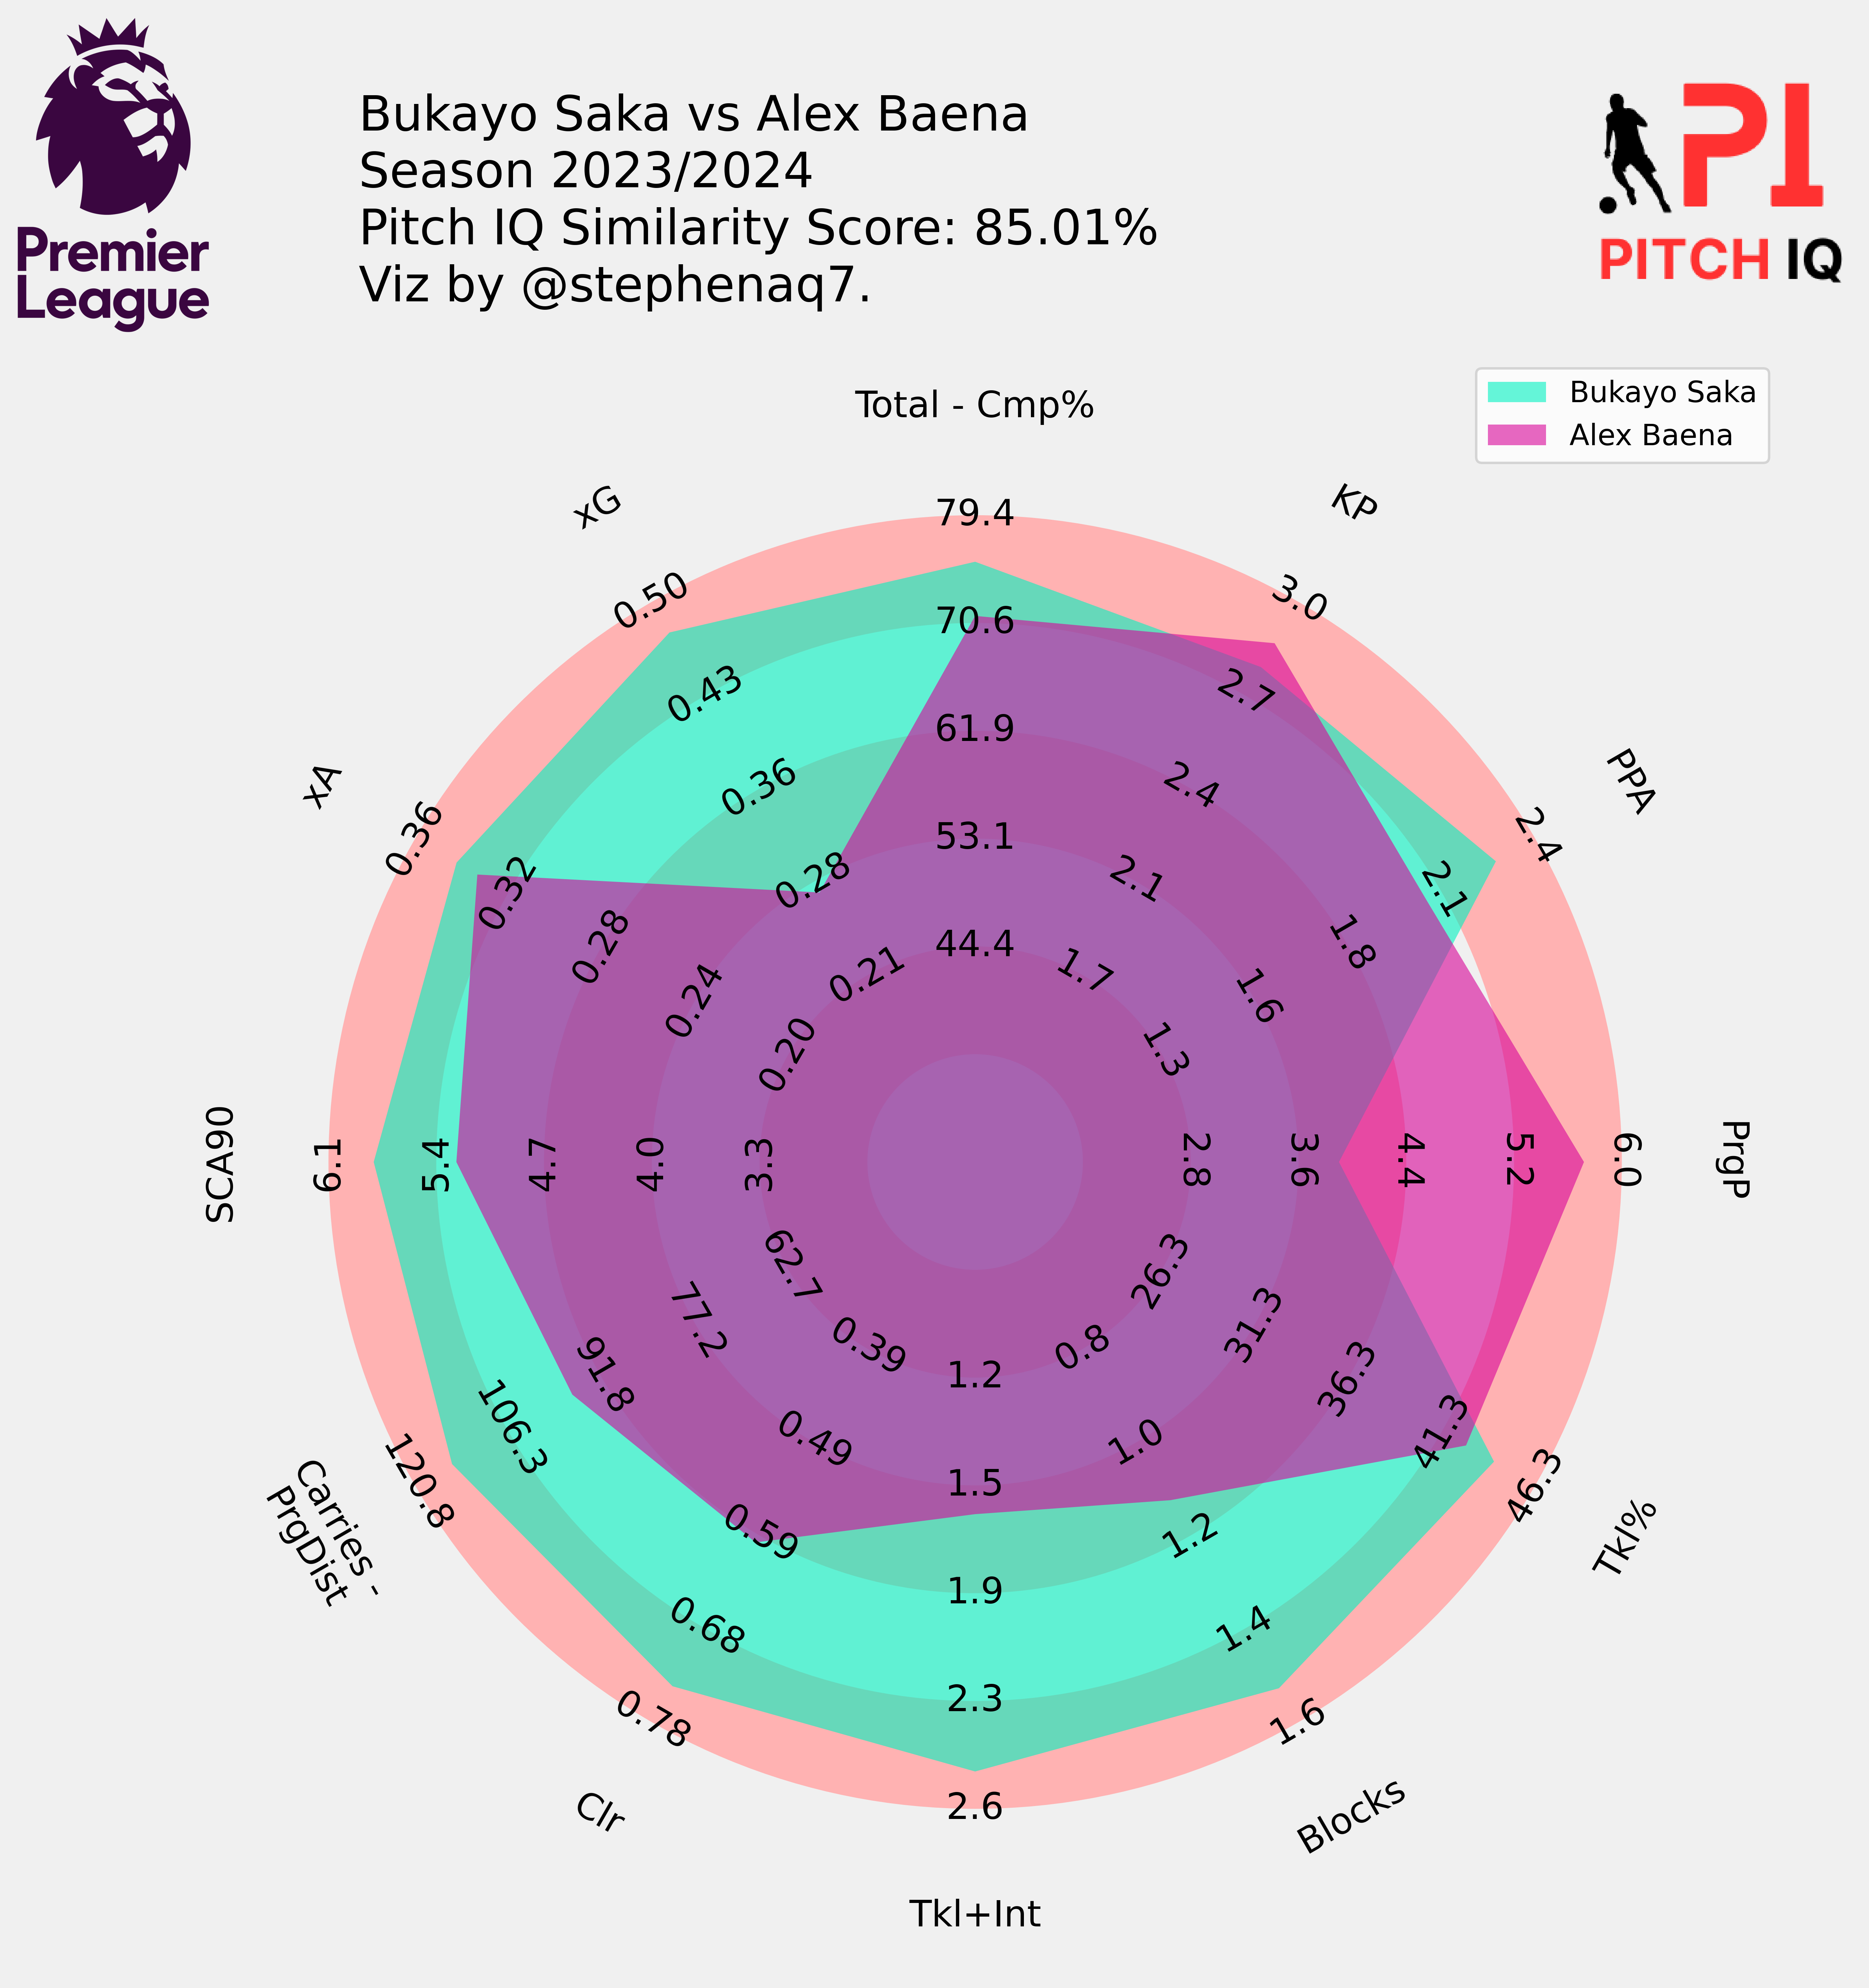 Premier
League
Bukayo Saka vs Alex Baena
Season 2023/2024
Pitch IQ Similarity Score: 85.01%
Viz by @stephenaq7.
PI
PITCH IQ
Bukayo Saka
Alex Baena
Total - Cmp%
79.4
70.6
61.9
53.1
44.4
KP
3.0
2.7
2.4
2.1
1.7
PPA
2.4
2.1
1.8
1.6
1.3
PrgP
6.0
5.2
4.4
3.6
2.8
Tkl%
46.3
41.3
36.3
31.3
26.3
Blocks
1.6
1.4
1.2
1.0
0.8
Tkl+Int
2.6
2.3
1.9
1.5
1.2
Clr
0.78
0.68
0.59
0.49
0.39
Carries -
PrgDist
120.8
106.3
91.8
77.2
62.7
SCA90
6.1
5.4
4.7
4.0
3.3
xA
0.36
0.32
0.28
0.24
0.20
xG
0.50
0.43
0.36
0.28
0.21